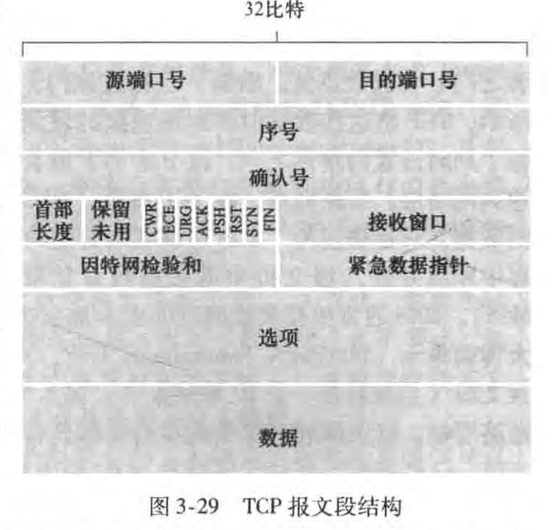 32比特
源端口号 目的端口号
序号
确认号
首部 保留 CWR ECE URG ACK PSH RST SYN FIN 接收窗口
长度 未用
因特网检验和 紧急数据指针
选项
数据
图 3-29 TCP 报文段结构